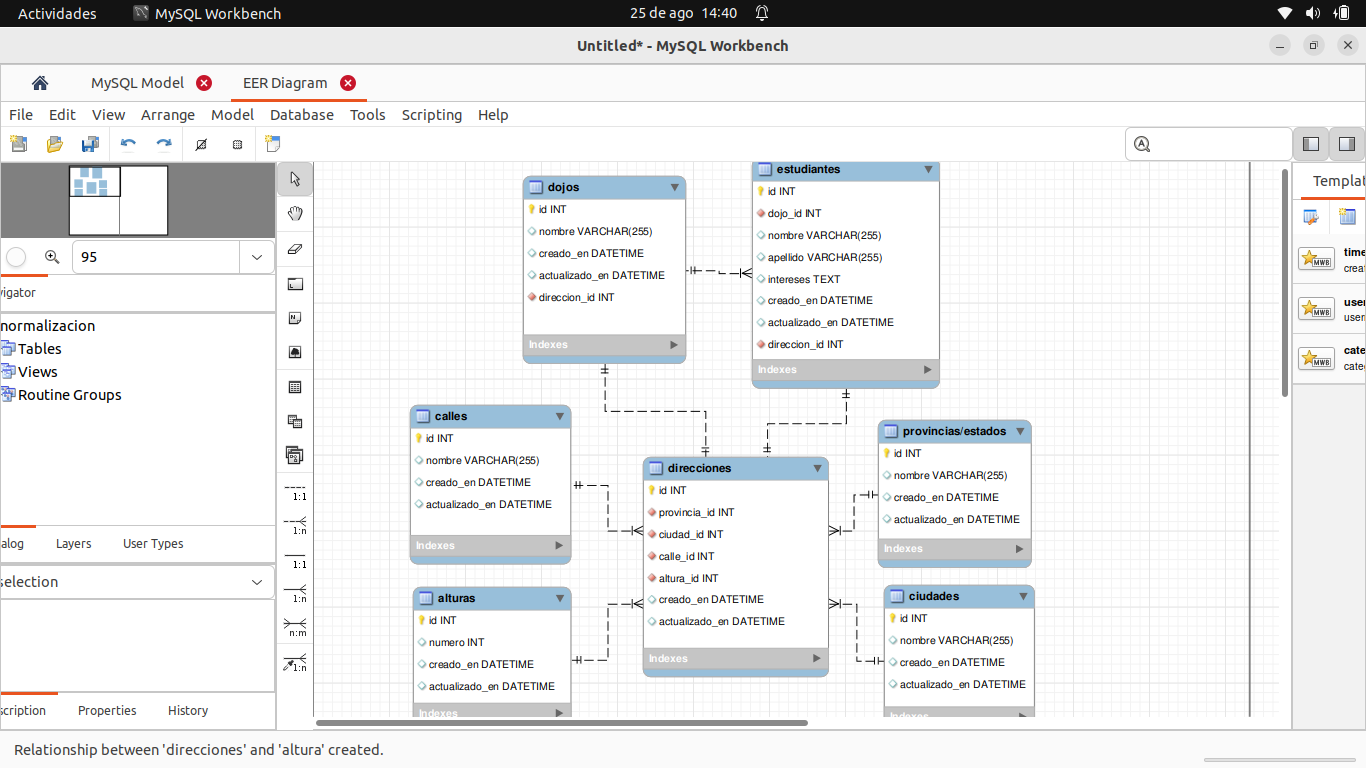 Actividades
MySQL Workbench
25 de ago 14:40
Untitled* - MySQL Workbench
MySQL Model
EER Diagram
File Edit View Arrange Model Database Tools Scripting Help
95
vigator
normalizacion
Tables
Views
Routine Groups
alog Layers User Types
selection
scription Properties History
1:1
1:n
1:1
1:n
n:m
1:n
dojos
id INT
nombre VARCHAR(255)
creado_en DATETIME
actualizado_en DATETIME
direccion_id INT
Indexes
estudiantes
id INT
dojo_id INT
nombre VARCHAR(255)
apellido VARCHAR(255)
intereses TEXT
creado_en DATETIME
actualizado_en DATETIME
direccion_id INT
Indexes
calles
id INT
nombre VARCHAR(255)
creado_en DATETIME
actualizado_en DATETIME
Indexes
direcciones
id INT
provincia_id INT
ciudad_id INT
calle_id INT
altura_id INT
creado_en DATETIME
actualizado_en DATETIME
Indexes
provincias/estados
id INT
nombre VARCHAR(255)
creado_en DATETIME
actualizado_en DATETIME
Indexes
alturas
id INT
numero INT
creado_en DATETIME
actualizado_en DATETIME
Indexes
ciudades
id INT
nombre VARCHAR(255)
creado_en DATETIME
actualizado_en DATETIME
Indexes
Templat
MWB
time
creat
MWB
user
usern
MWB
cate
categ
Relationship between 'direcciones' and 'altura' created.